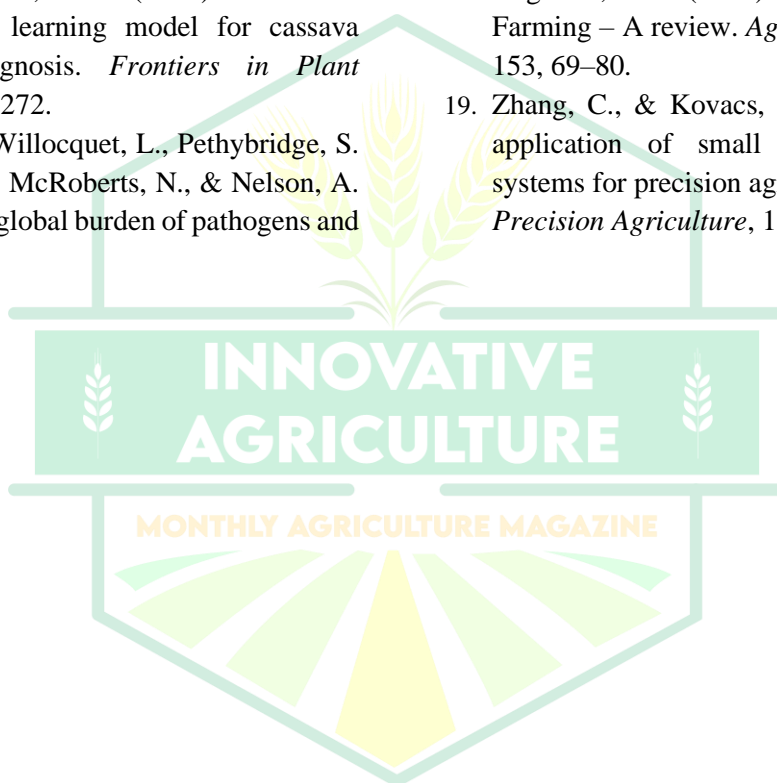 learning model for cassava
gnosis. Frontiers in Plant
272.
Willocquet, L., Pethybridge, S.
McRoberts, N., & Nelson, A.
global burden of pathogens and
Farming – A review. Ag
153, 69–80.
19. Zhang, C., & Kovacs,
application of small
systems for precision ag
Precision Agriculture, 1
INNOVATIVE
AGRICULTURE
MONTHLY AGRICULTURE MAGAZINE